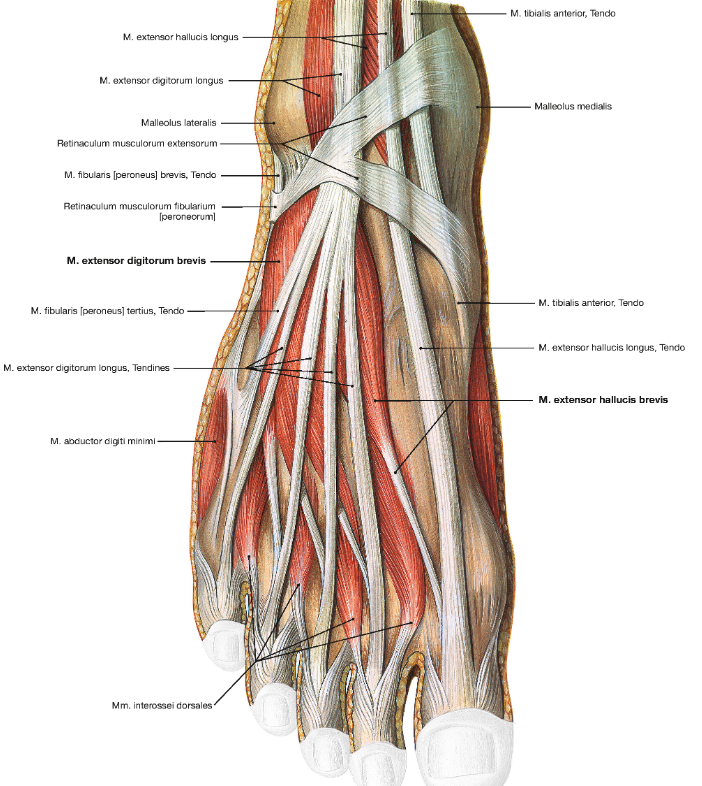 M. tibialis anterior, Tendo
M. extensor hallucis longus
M. extensor digitorum longus
Malleolus medialis
Malleolus lateralis
Retinaculum musculorum extensorum
M. fibularis [peroneus] brevis, Tendo
Retinaculum musculorum fibularium
[peroneorum]
M. extensor digitorum brevis
M. tibialis anterior, Tendo
M. fibularis [peroneus] tertius, Tendo
M. extensor hallucis longus, Tendo
M. extensor digitorum longus, Tendines
M. extensor hallucis brevis
M. abductor digiti minimi
Mm. interossei dorsales